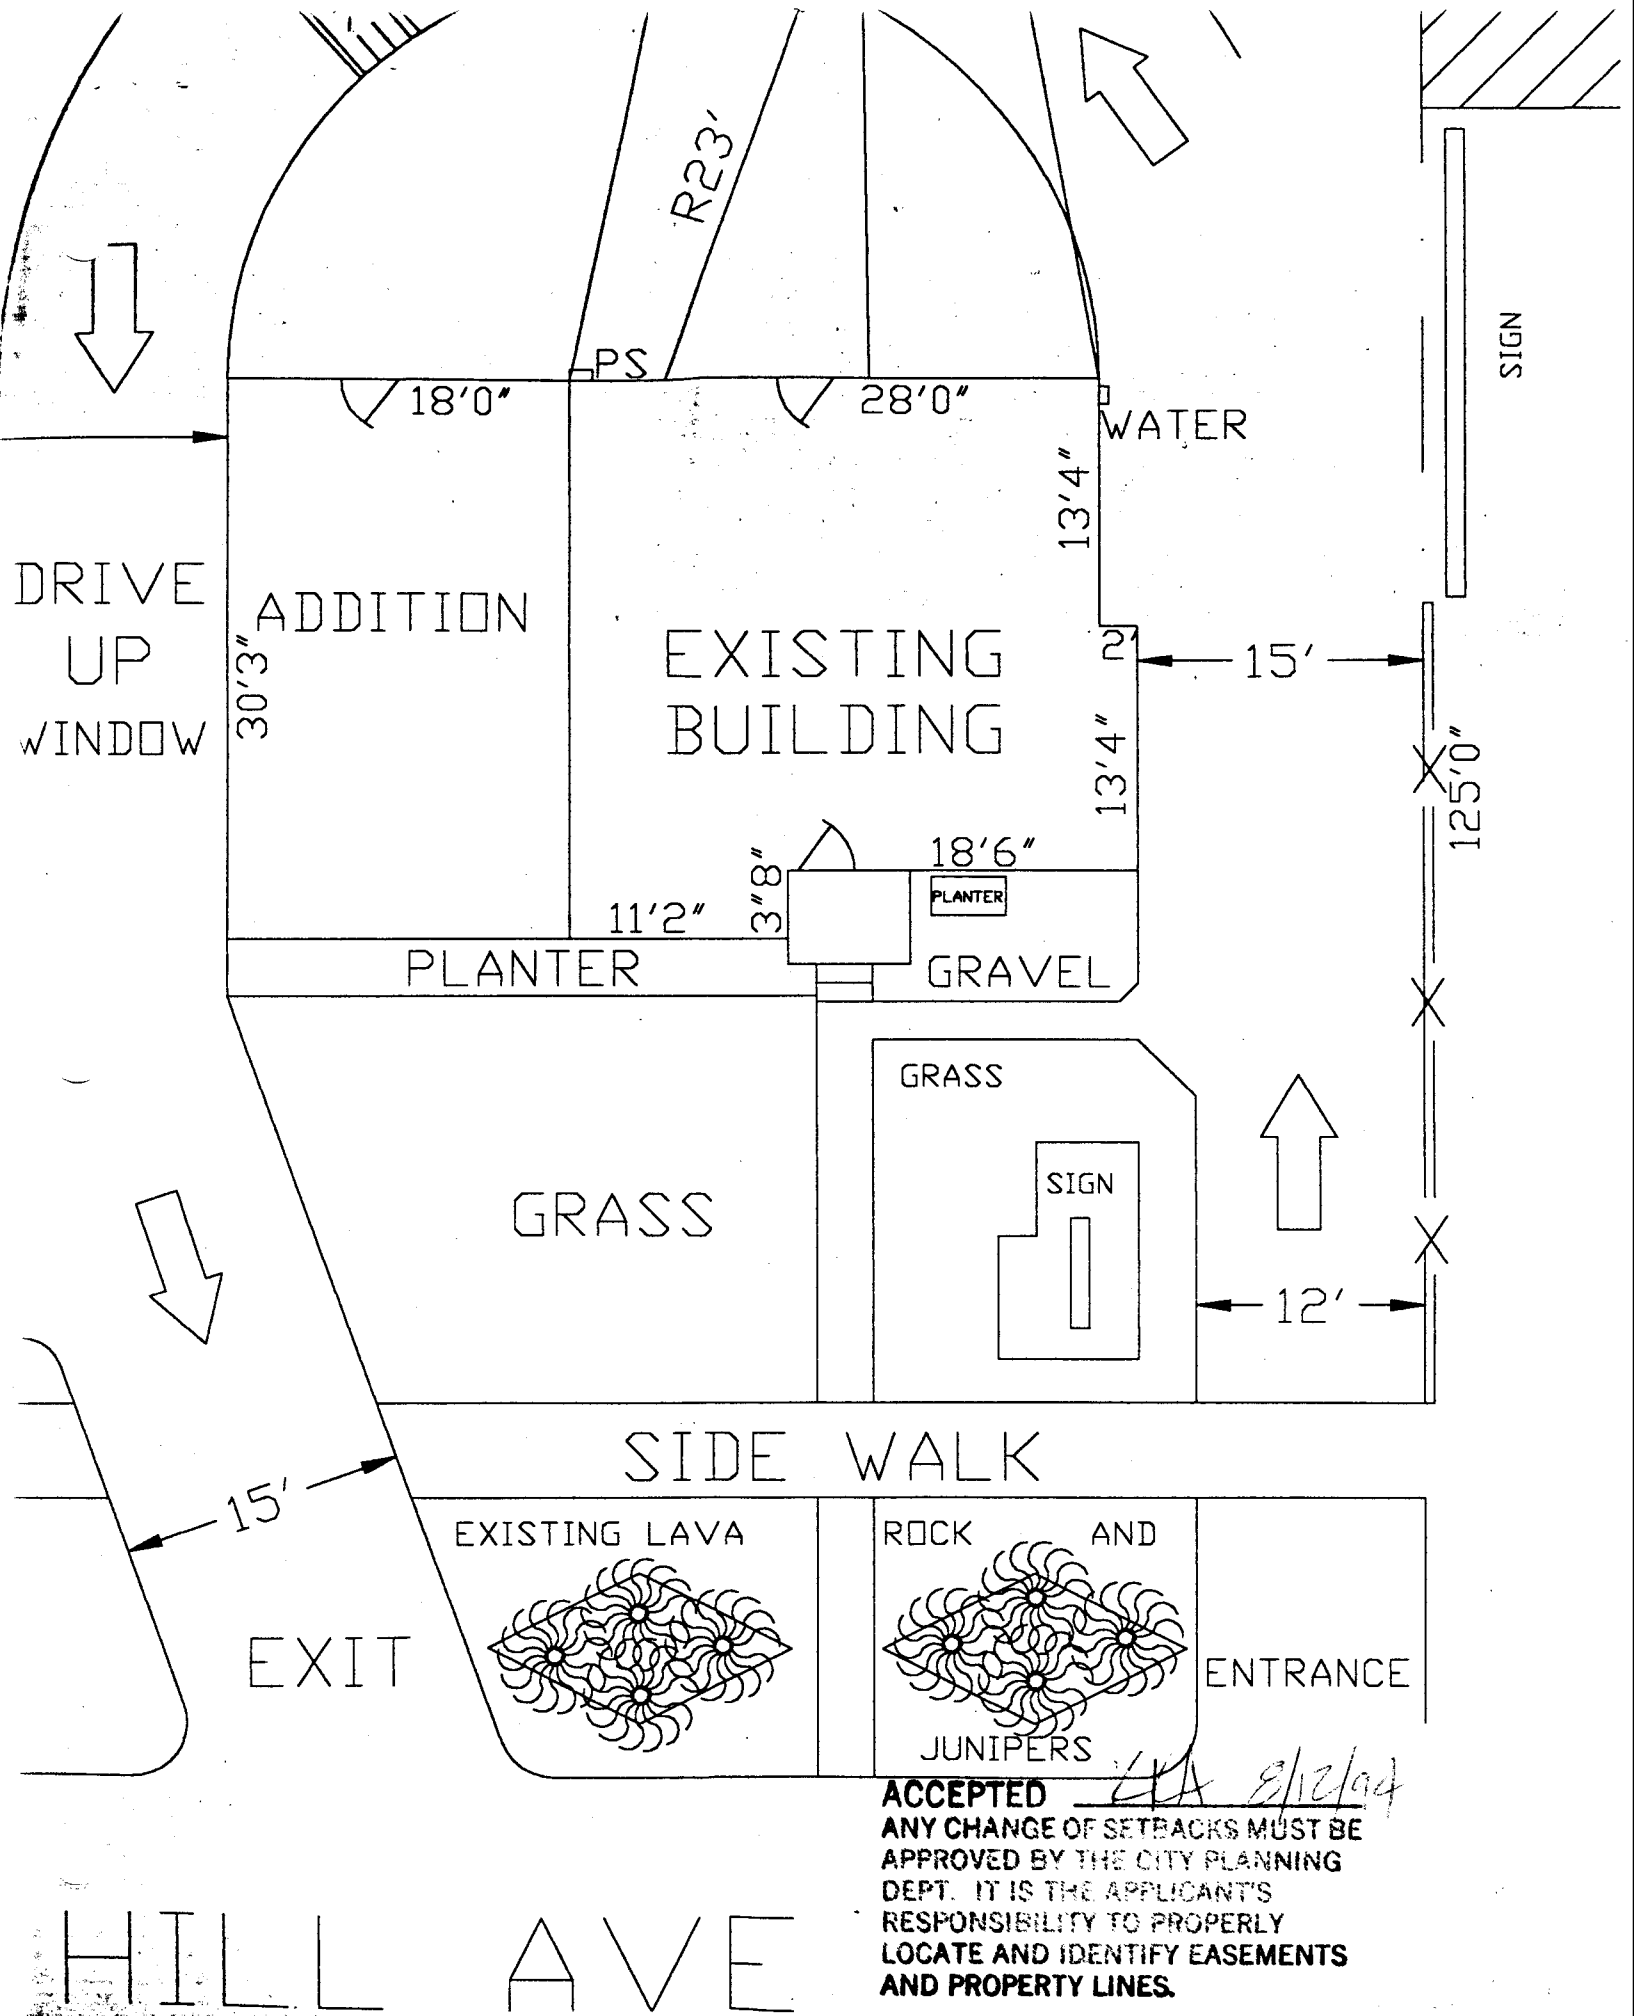 R23'
SIGN
PS
18'0"
28'0"
WATER
13'4"
DRIVE
UP
WINDOW
ADDITION
30'3"
EXISTING
BUILDING
2'
15'
13'4"
125'0"
18'6"
3"8"
PLANTER
11'2"
PLANTER
GRAVEL
GRASS
SIGN
GRASS
12'
SIDE WALK
15'
EXISTING LAVA
ROCK AND
EXIT
ENTRANCE
JUNIPERS
ACCEPTED 8/12/94
ANY CHANGE OF SETBACKS MUST BE
APPROVED BY THE CITY PLANNING
DEPT. IT IS THE APPLICANT'S
RESPONSIBILITY TO PROPERLY
LOCATE AND IDENTIFY EASEMENTS
AND PROPERTY LINES.
HILL AVE